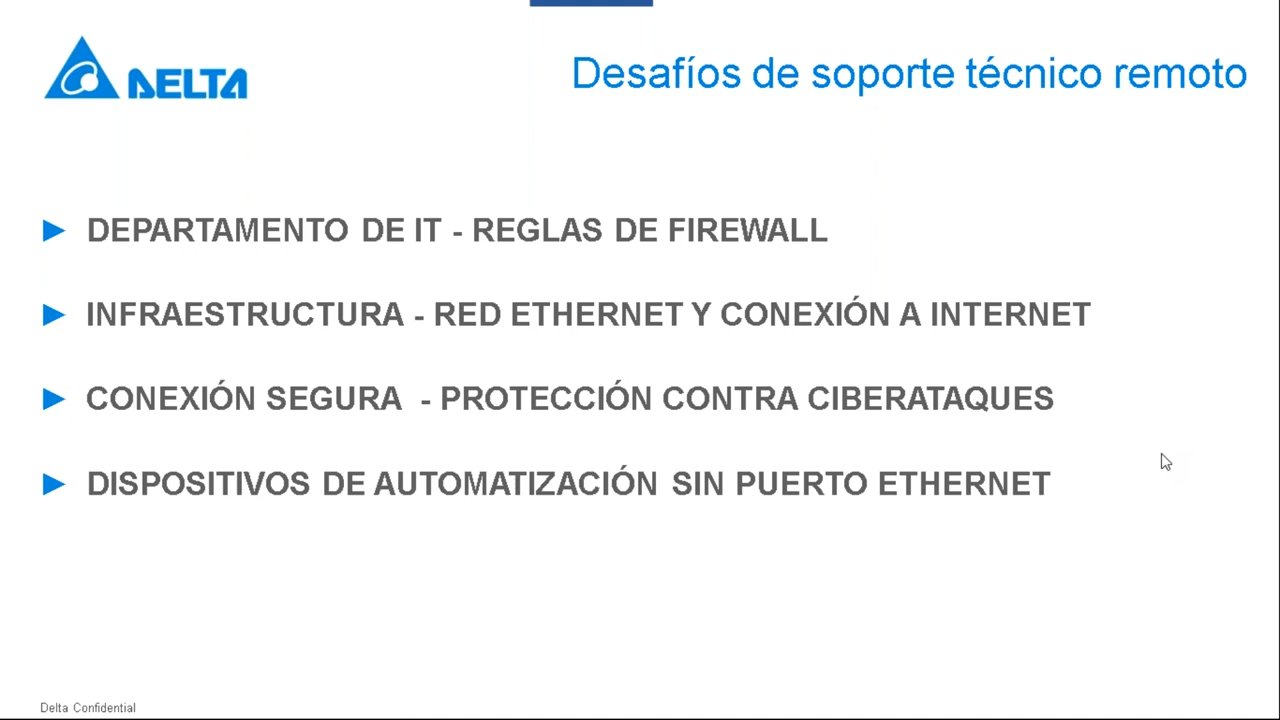 DELTA
Desafíos de soporte técnico remoto
► DEPARTAMENTO DE IT - REGLAS DE FIREWALL
► INFRAESTRUCTURA - RED ETHERNET Y CONEXIÓN A INTERNET
► CONEXIÓN SEGURA - PROTECCIÓN CONTRA CIBERATAQUES
► DISPOSITIVOS DE AUTOMATIZACIÓN SIN PUERTO ETHERNET
Delta Confidential